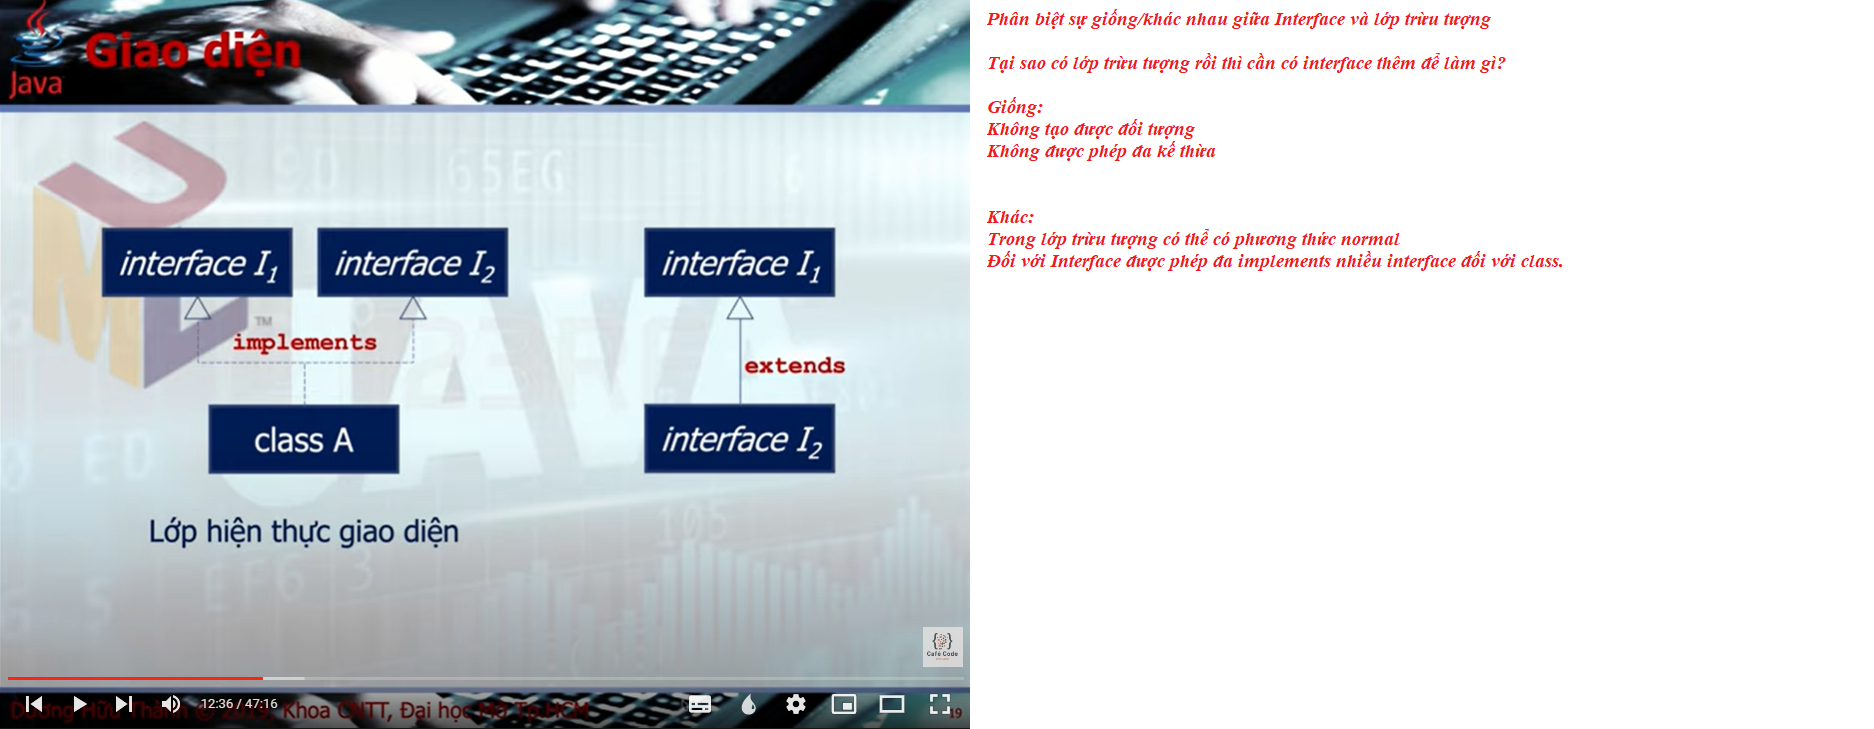 Java
Giao diện
interface I1
interface I2
implements
class A
Lớp hiện thực giao diện
interface I1
extends
interface I2
Café Code
12:36 / 47:16
Dương Hữu Thành © 2019, Khoa CNTT, Đại học Mở Tp.HCM
19
Phân biệt sự giống/khác nhau giữa Interface và lớp trừu tượng
Tại sao có lớp trừu tượng rồi thì cần có interface thêm để làm gì?
Giống:
Không tạo được đối tượng
Không được phép đa kế thừa
Khác:
Trong lớp trừu tượng có thể có phương thức normal
Đối với Interface được phép đa implements nhiều interface đối với class.